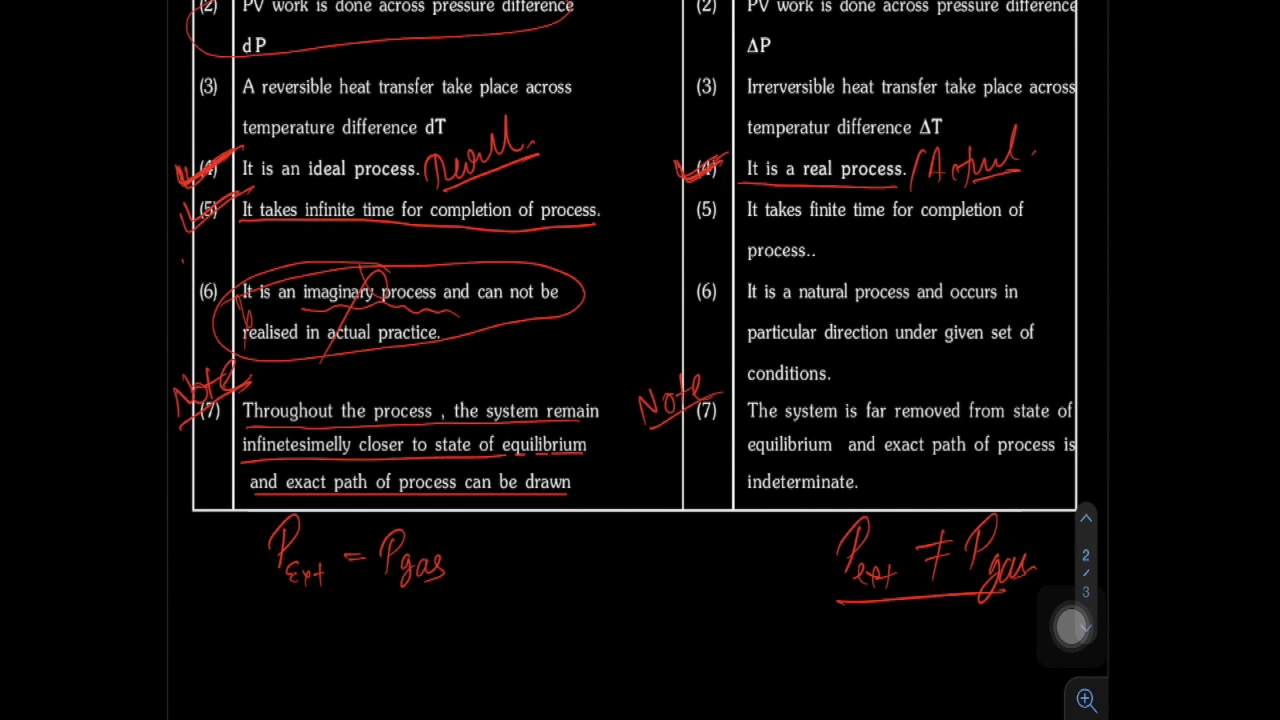 (2) PV work is done across pressure difference
dP
(3) A reversible heat transfer take place across
temperature difference dT
(4) It is an ideal process.
(5) It takes infinite time for completion of process.
(6) It is an imaginary process and can not be
realised in actual practice.
Note
(7) Throughout the process , the system remain
infinetesimelly closer to state of equilibrium
and exact path of process can be drawn
P Ext = P gas
(2) PV work is done across pressure difference
ΔP
(3) Irrerversible heat transfer take place across
temperatur difference ΔT
(4) It is a real process.
(5) It takes finite time for completion of
process..
(6) It is a natural process and occurs in
particular direction under given set of
conditions.
Note
(7) The system is far removed from state of
equilibrium and exact path of process is
indeterminate.
P ext ≠ P gas
2
/
3